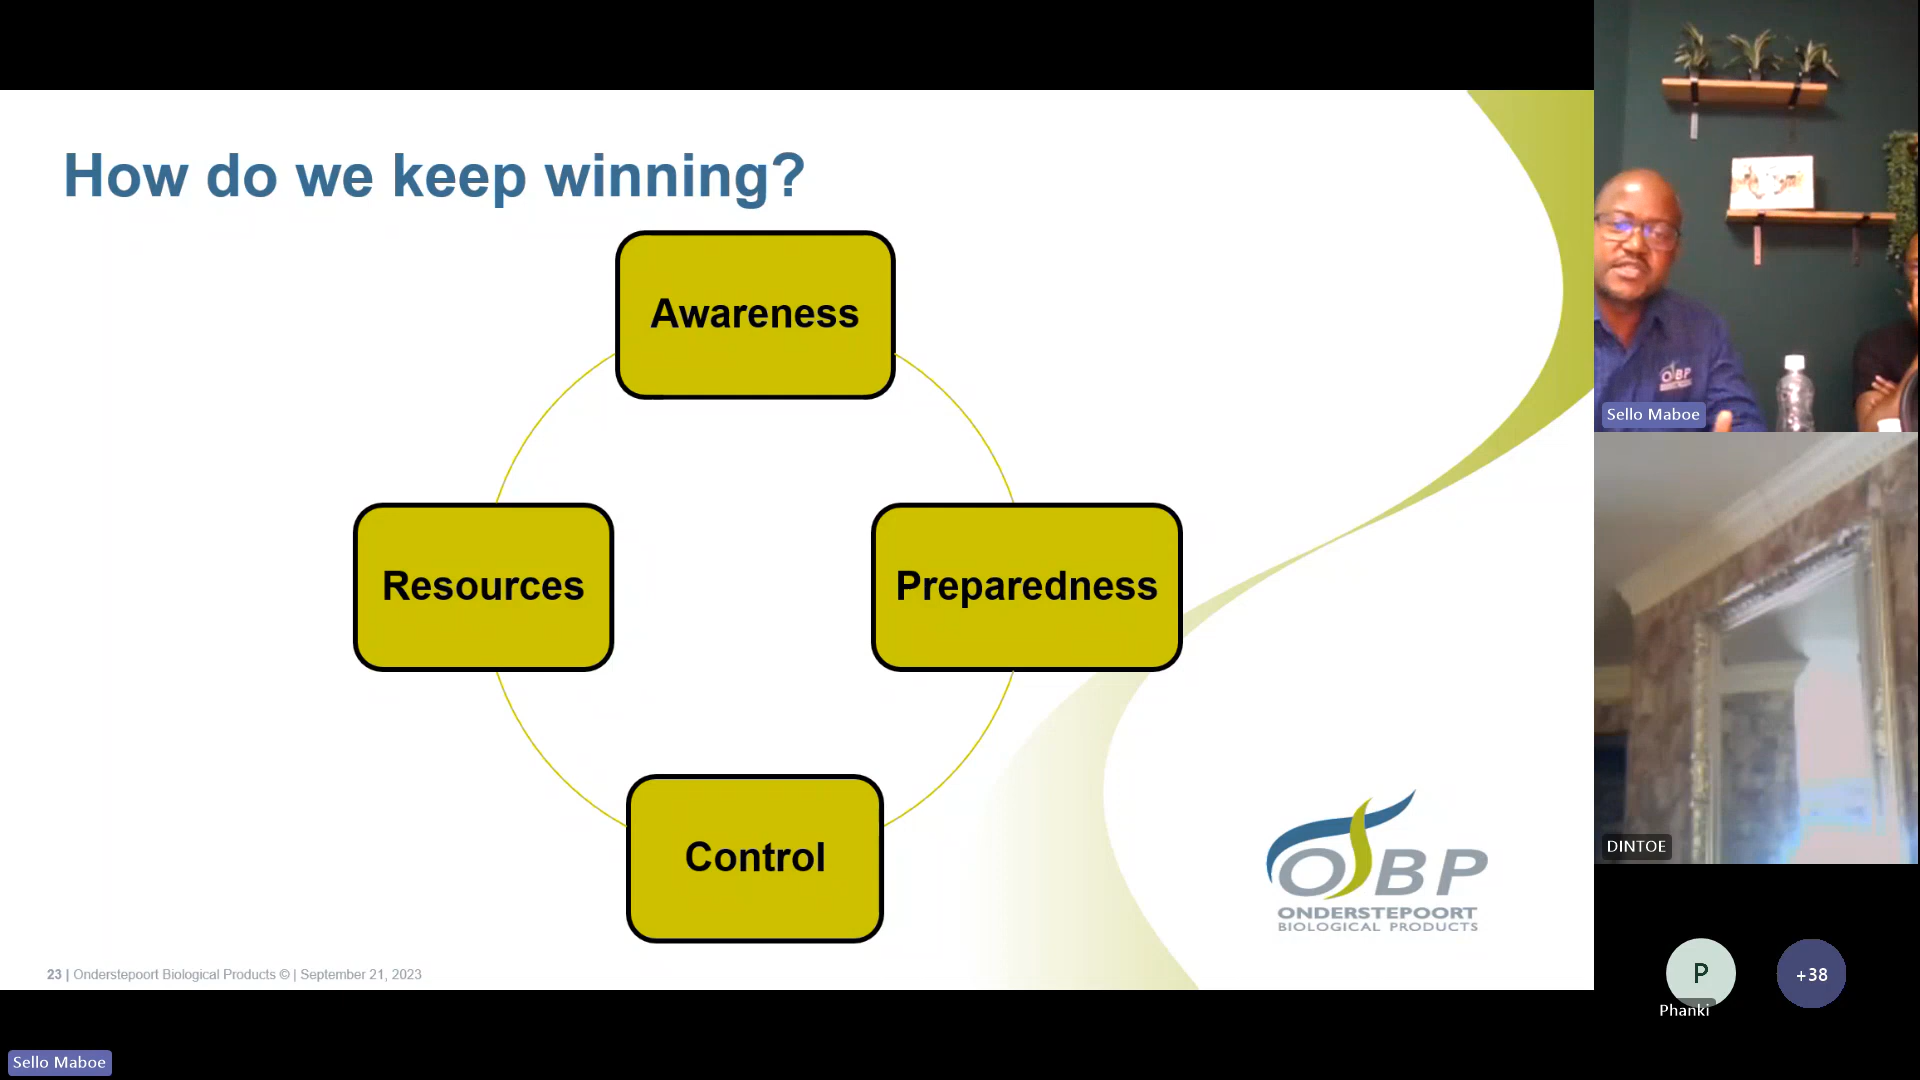 How do we keep winning?
Awareness
Resources
Preparedness
Control
OBP
ONDERSTEPOORT
BIOLOGICAL PRODUCTS
23 | Onderstepoort Biological Products © | September 21, 2023
OBP
Sello Maboe
DINTOE
P
+38
Phanki
Sello Maboe